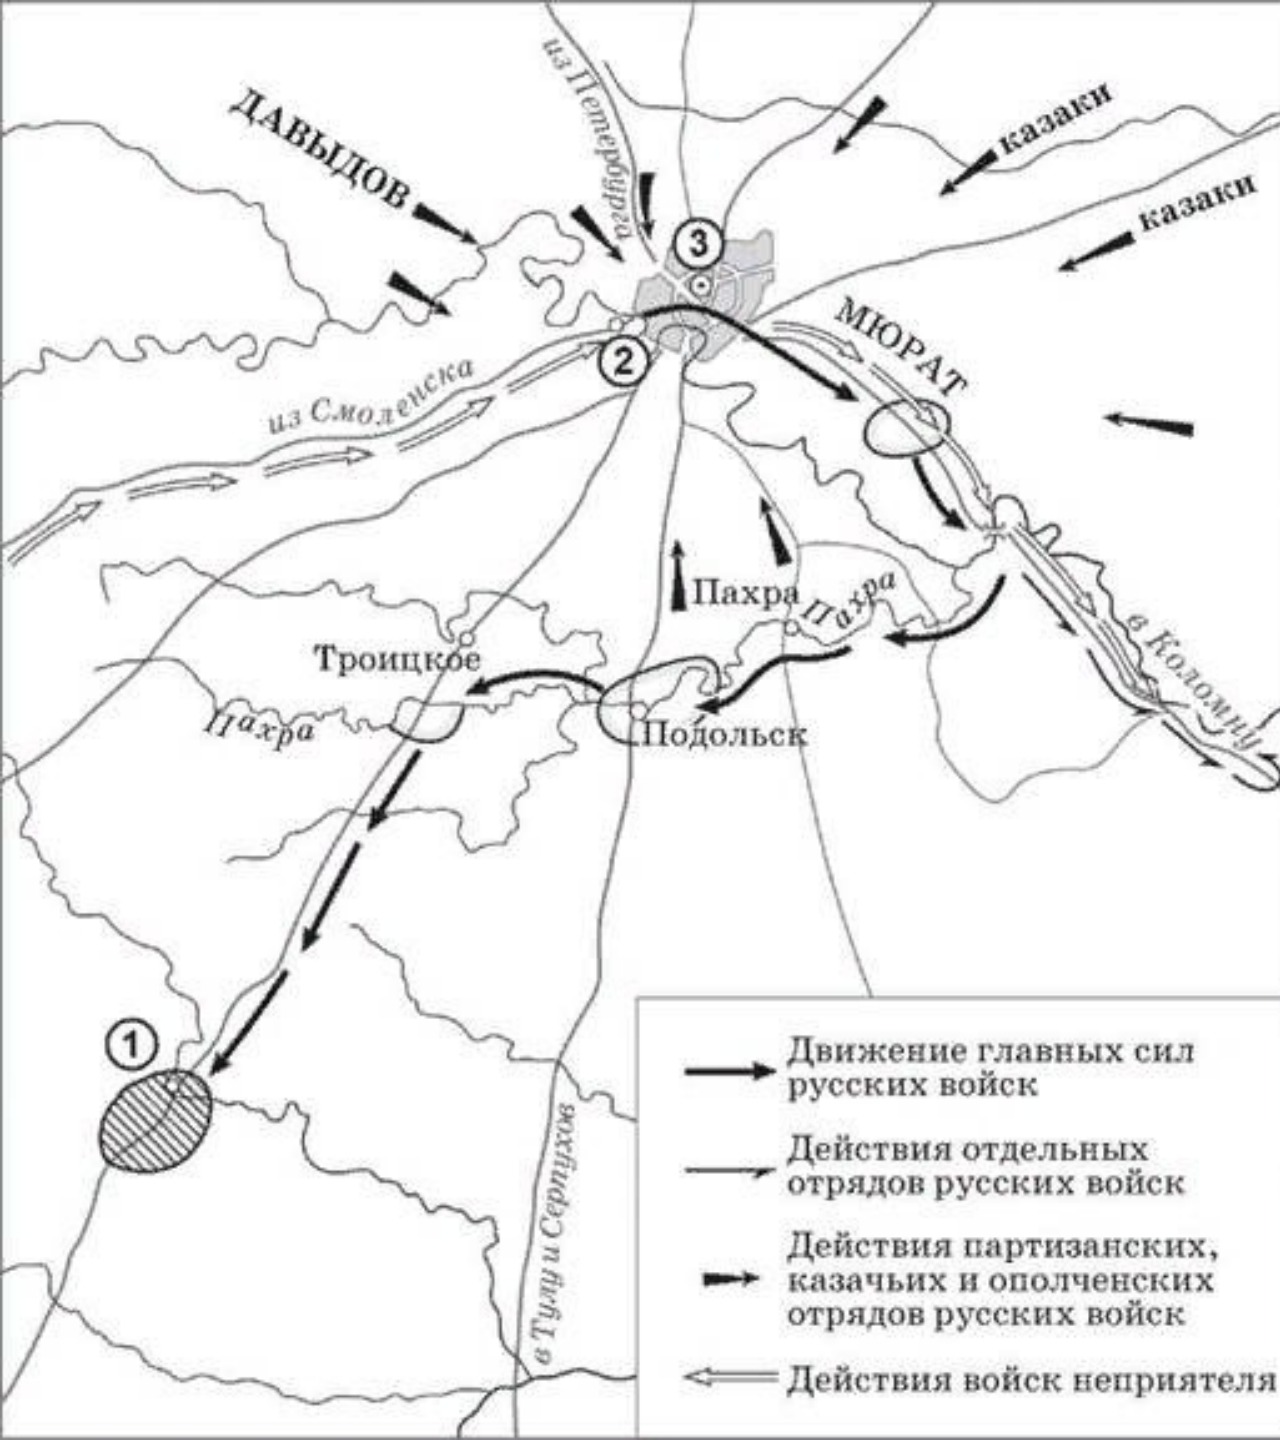 из Петербурга
ДАВЫДОВ
казаки
казаки
3
МЮРАТ
2
из Смоленска
Пахра
Пахра
Троицкое
в Коломну
Пахра
Подольск
1
в Тулу и Серпухов
Движение главных сил
русских войск
Действия отдельных
отрядов русских войск
Действия партизанских,
казачьих и ополченских
отрядов русских войск
Действия войск неприятеля